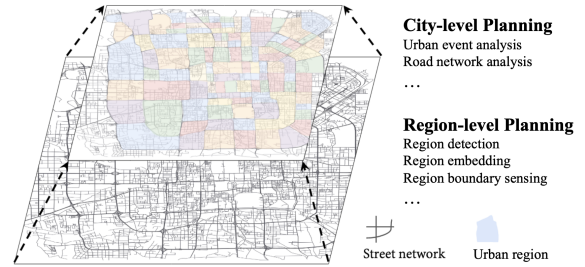 City-level Planning
Urban event analysis
Road network analysis
...
Region-level Planning
Region detection
Region embedding
Region boundary sensing
...
Street network
Urban region